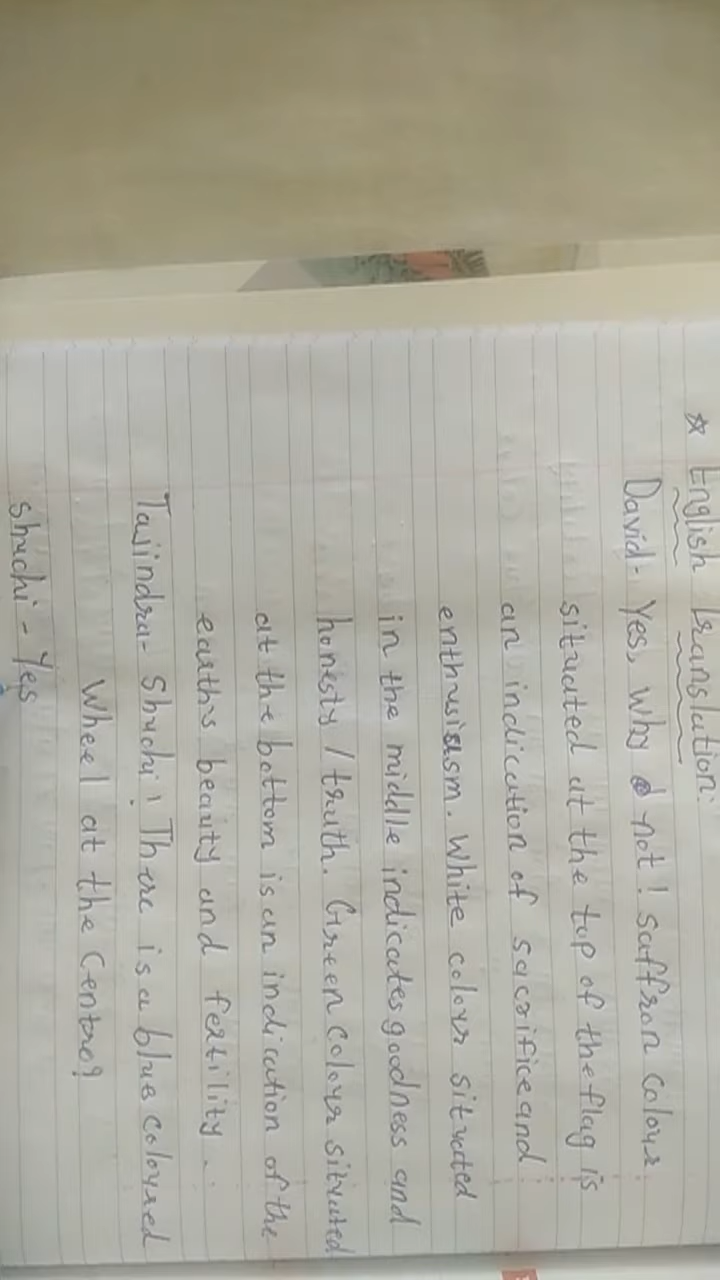 ☆ English translation:
David- Yes, why not! saffron colour
situated at the top of the flag is
an indication of sacrifice and
enthusiasm. White colour situated
in the middle indicates goodness and
honesty / truth. Green colour situated
at the bottom is an indication of the
earth's beauty and fertility.
Tajindra- Shuchi! There is a blue coloured
Wheel at the Centre?
Shuchi - Yes